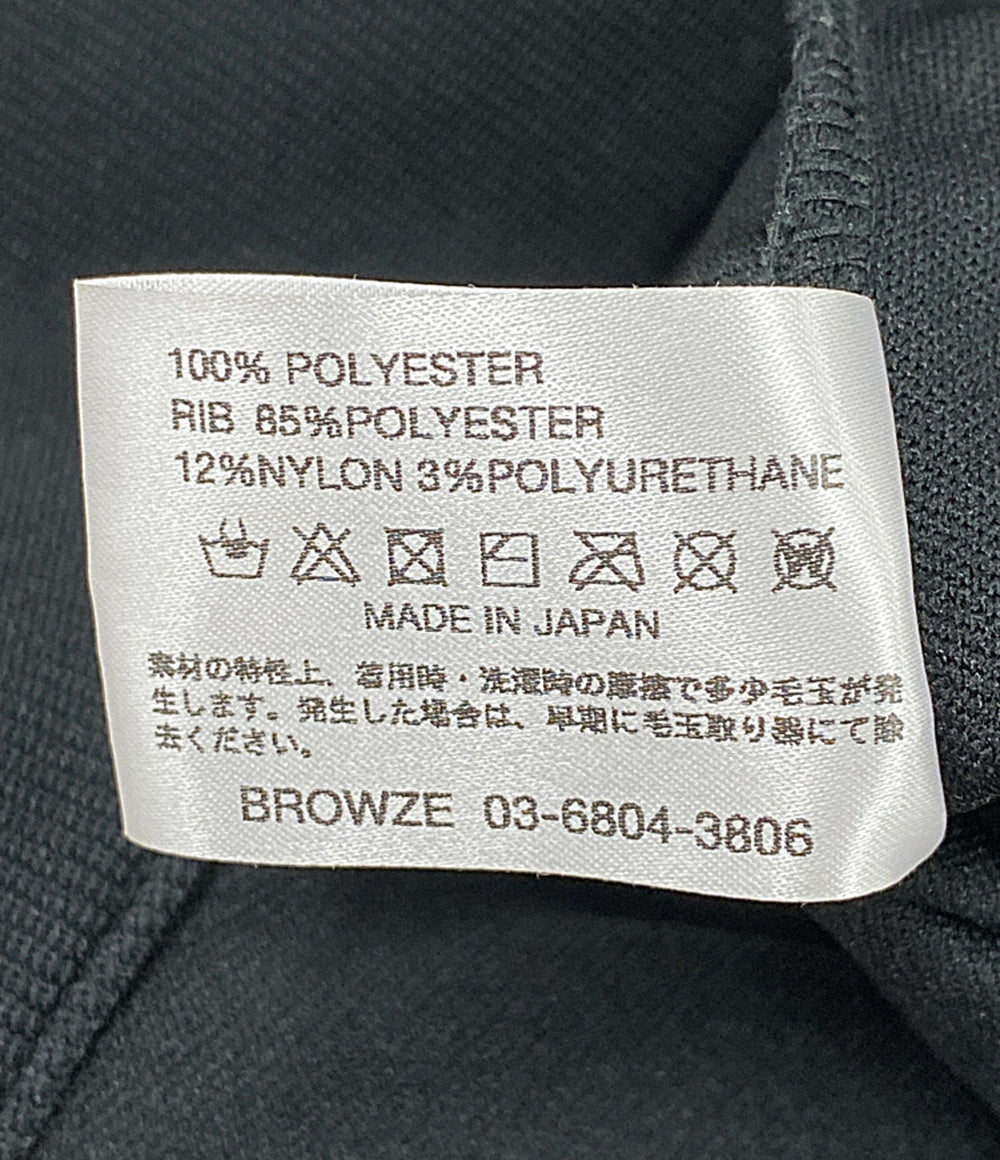 100% POLYESTER
RIB 85%POLYESTER
12%NYLON 3%POLYURETHANE
MADE IN JAPAN
素材の特性上、着用時・洗濯時の摩擦で多少毛玉が発
生します。発生した場合は、早期に毛玉取り器にて除
去ください。
BROWZE 03-6804-3806